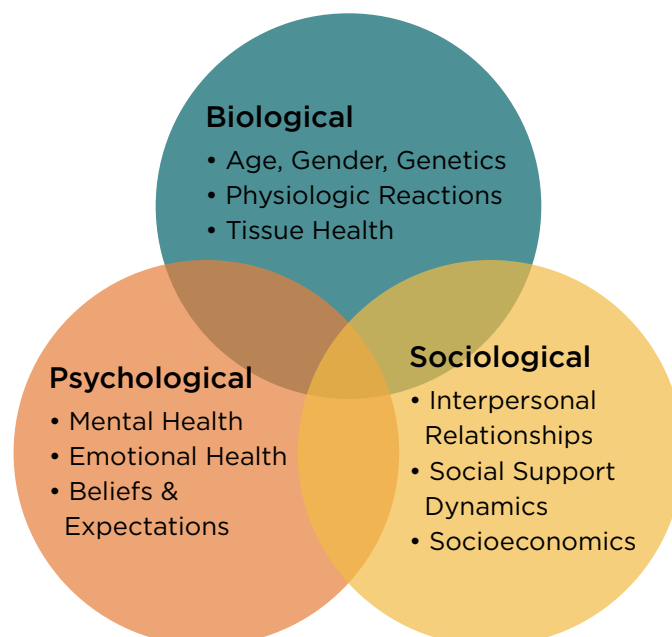 Biological
• Age, Gender, Genetics
• Physiologic Reactions
• Tissue Health
Psychological
• Mental Health
• Emotional Health
• Beliefs &
Expectations
Sociological
• Interpersonal
Relationships
• Social Support
Dynamics
• Socioeconomics